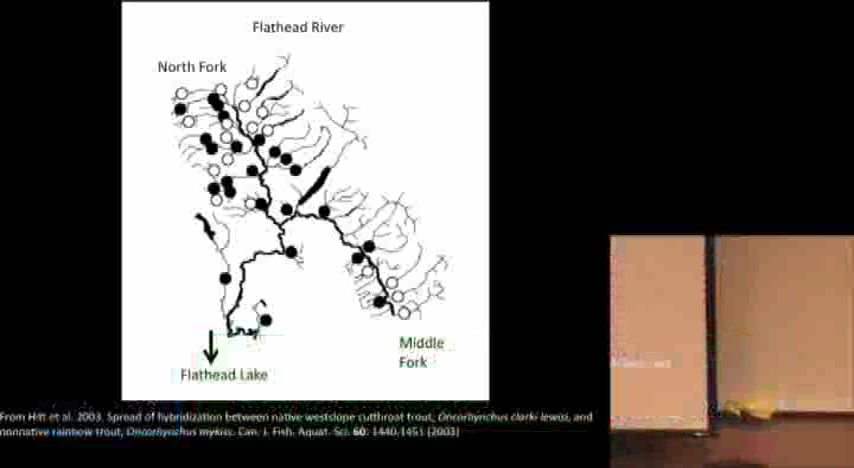 Flathead River
North Fork
Middle
Fork
Flathead Lake
From Hitt et al. 2003. Spread of hybridization between native westslope cutthroat trout, Oncorhynchus clarki lewisi, and
nonnative rainbow trout, Oncorhynchus mykiss. Can. J. Fish. Aquat. Sci. 60: 1440-1451 (2003)